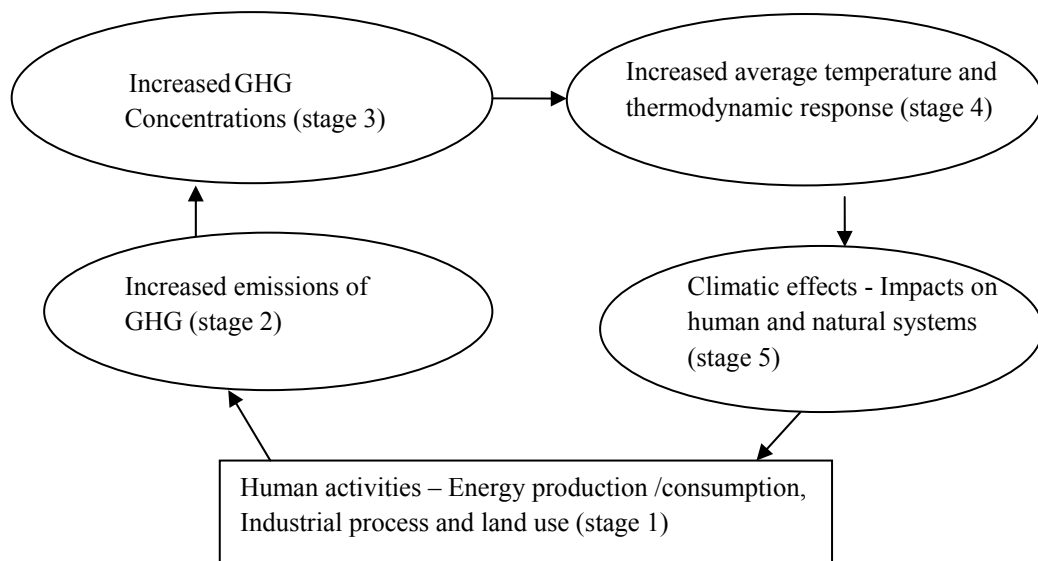 Increased GHG
Concentrations (stage 3)
Increased average temperature and
thermodynamic response (stage 4)
Increased emissions of
GHG (stage 2)
Climatic effects - Impacts on
human and natural systems
(stage 5)
Human activities – Energy production /consumption,
Industrial process and land use (stage 1)